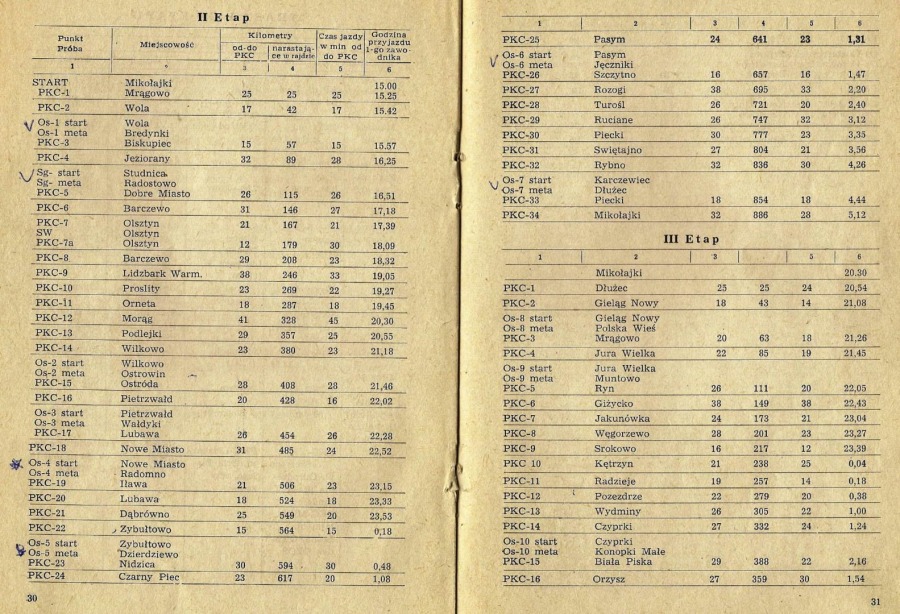 II Etap
Punkt Próba | Miejscowość | Kilometry | Czas jazdy w min od do PKC | Godzina przyjazdu 1-go zawodnika
od-do PKC | narastające w rajdzie
1 | 3 | 4 | 5 | 6
START Mikołajki 15.00
PKC-1 Mrągowo 25 25 25 15.25
PKC-2 Wola 17 42 17 15.42
Os-1 start Wola
Os-1 meta Bredynki
PKC-3 Biskupiec 15 57 15 15.57
PKC-4 Jeziorany 32 89 28 16,25
Sg- start Studnica
Sg- meta Radostowo
PKC-5 Dobre Miasto 26 115 26 16,51
PKC-6 Barczewo 31 146 27 17,18
PKC-7 Olsztyn 21 167 21 17,39
SW Olsztyn
PKC-7a Olsztyn 12 179 30 18,09
PKC-8 Barczewo 29 208 23 18,32
PKC-9 Lidzbark Warm. 38 246 33 19,05
PKC-10 Proslity 23 269 22 19,27
PKC-11 Orneta 18 287 18 19,45
PKC-12 Morąg 41 328 45 20,30
PKC-13 Podlejki 29 357 25 20,55
PKC-14 Wilkowo 23 380 23 21,18
Os-2 start Wilkowo
Os-2 meta Ostrowin
PKC-15 Ostróda 28 408 28 21,46
PKC-16 Pietrzwałd 20 428 16 22,02
Os-3 start Pietrzwałd
Os-3 meta Wałdyki
PKC-17 Lubawa 26 454 26 22,28
PKC-18 Nowe Miasto 31 485 24 22,52
Os-4 start Nowe Miasto
Os-4 meta Radomno
PKC-19 Iława 21 506 23 23,15
PKC-20 Lubawa 18 524 18 23,33
PKC-21 Dąbrówno 25 549 20 23,53
PKC-22 Zybułtowo 15 564 15 0,18
Os-5 start Zybułtowo
Os-5 meta Dzierdziewo
PKC-23 Nidzica 30 594 30 0,48
PKC-24 Czarny Piec 23 617 20 1,08
30
1 2 3 4 5 6
PKC-25 Pasym 24 641 23 1,31
Os-6 start Pasym
Os-6 meta Jęczniki
PKC-26 Szczytno 16 657 16 1,47
PKC-27 Rozogi 38 695 33 2,20
PKC-28 Turośl 26 721 20 2,40
PKC-29 Ruciane 26 747 32 3,12
PKC-30 Piecki 30 777 23 3,35
PKC-31 Swiętajno 27 804 21 3,56
PKC-32 Rybno 32 836 30 4,26
Os-7 start Karczewiec
Os-7 meta Dłużec
PKC-33 Piecki 18 854 18 4,44
PKC-34 Mikołajki 32 886 28 5,12
III Etap
1 2 3 5 6
Mikołajki 20.30
PKC-1 Dłużec 25 25 24 20,54
PKC-2 Gieląg Nowy 18 43 14 21,08
Os-8 start Gieląg Nowy
Os-8 meta Polska Wieś
PKC-3 Mrągowo 20 63 18 21,26
PKC-4 Jura Wielka 22 85 19 21,45
Os-9 start Jura Wielka
Os-9 meta Muntowo
PKC-5 Ryn 26 111 20 22,05
PKC-6 Giżycko 38 149 38 22,43
PKC-7 Jakunówka 24 173 21 23,04
PKC-8 Węgorzewo 28 201 23 23,27
PKC-9 Srokowo 16 217 12 23,39
PKC 10 Kętrzyn 21 238 25 0,04
PKC-11 Radzieje 19 257 14 0,18
PKC-12 Pozezdrze 22 279 20 0,38
PKC-13 Wydminy 26 305 22 1,00
PKC-14 Czyprki 27 332 24 1,24
Os-10 start Czyprki
Os-10 meta Konopki Małe
PKC-15 Biała Piska 29 388 22 2,16
PKC-16 Orzysz 27 359 30 1,54
31